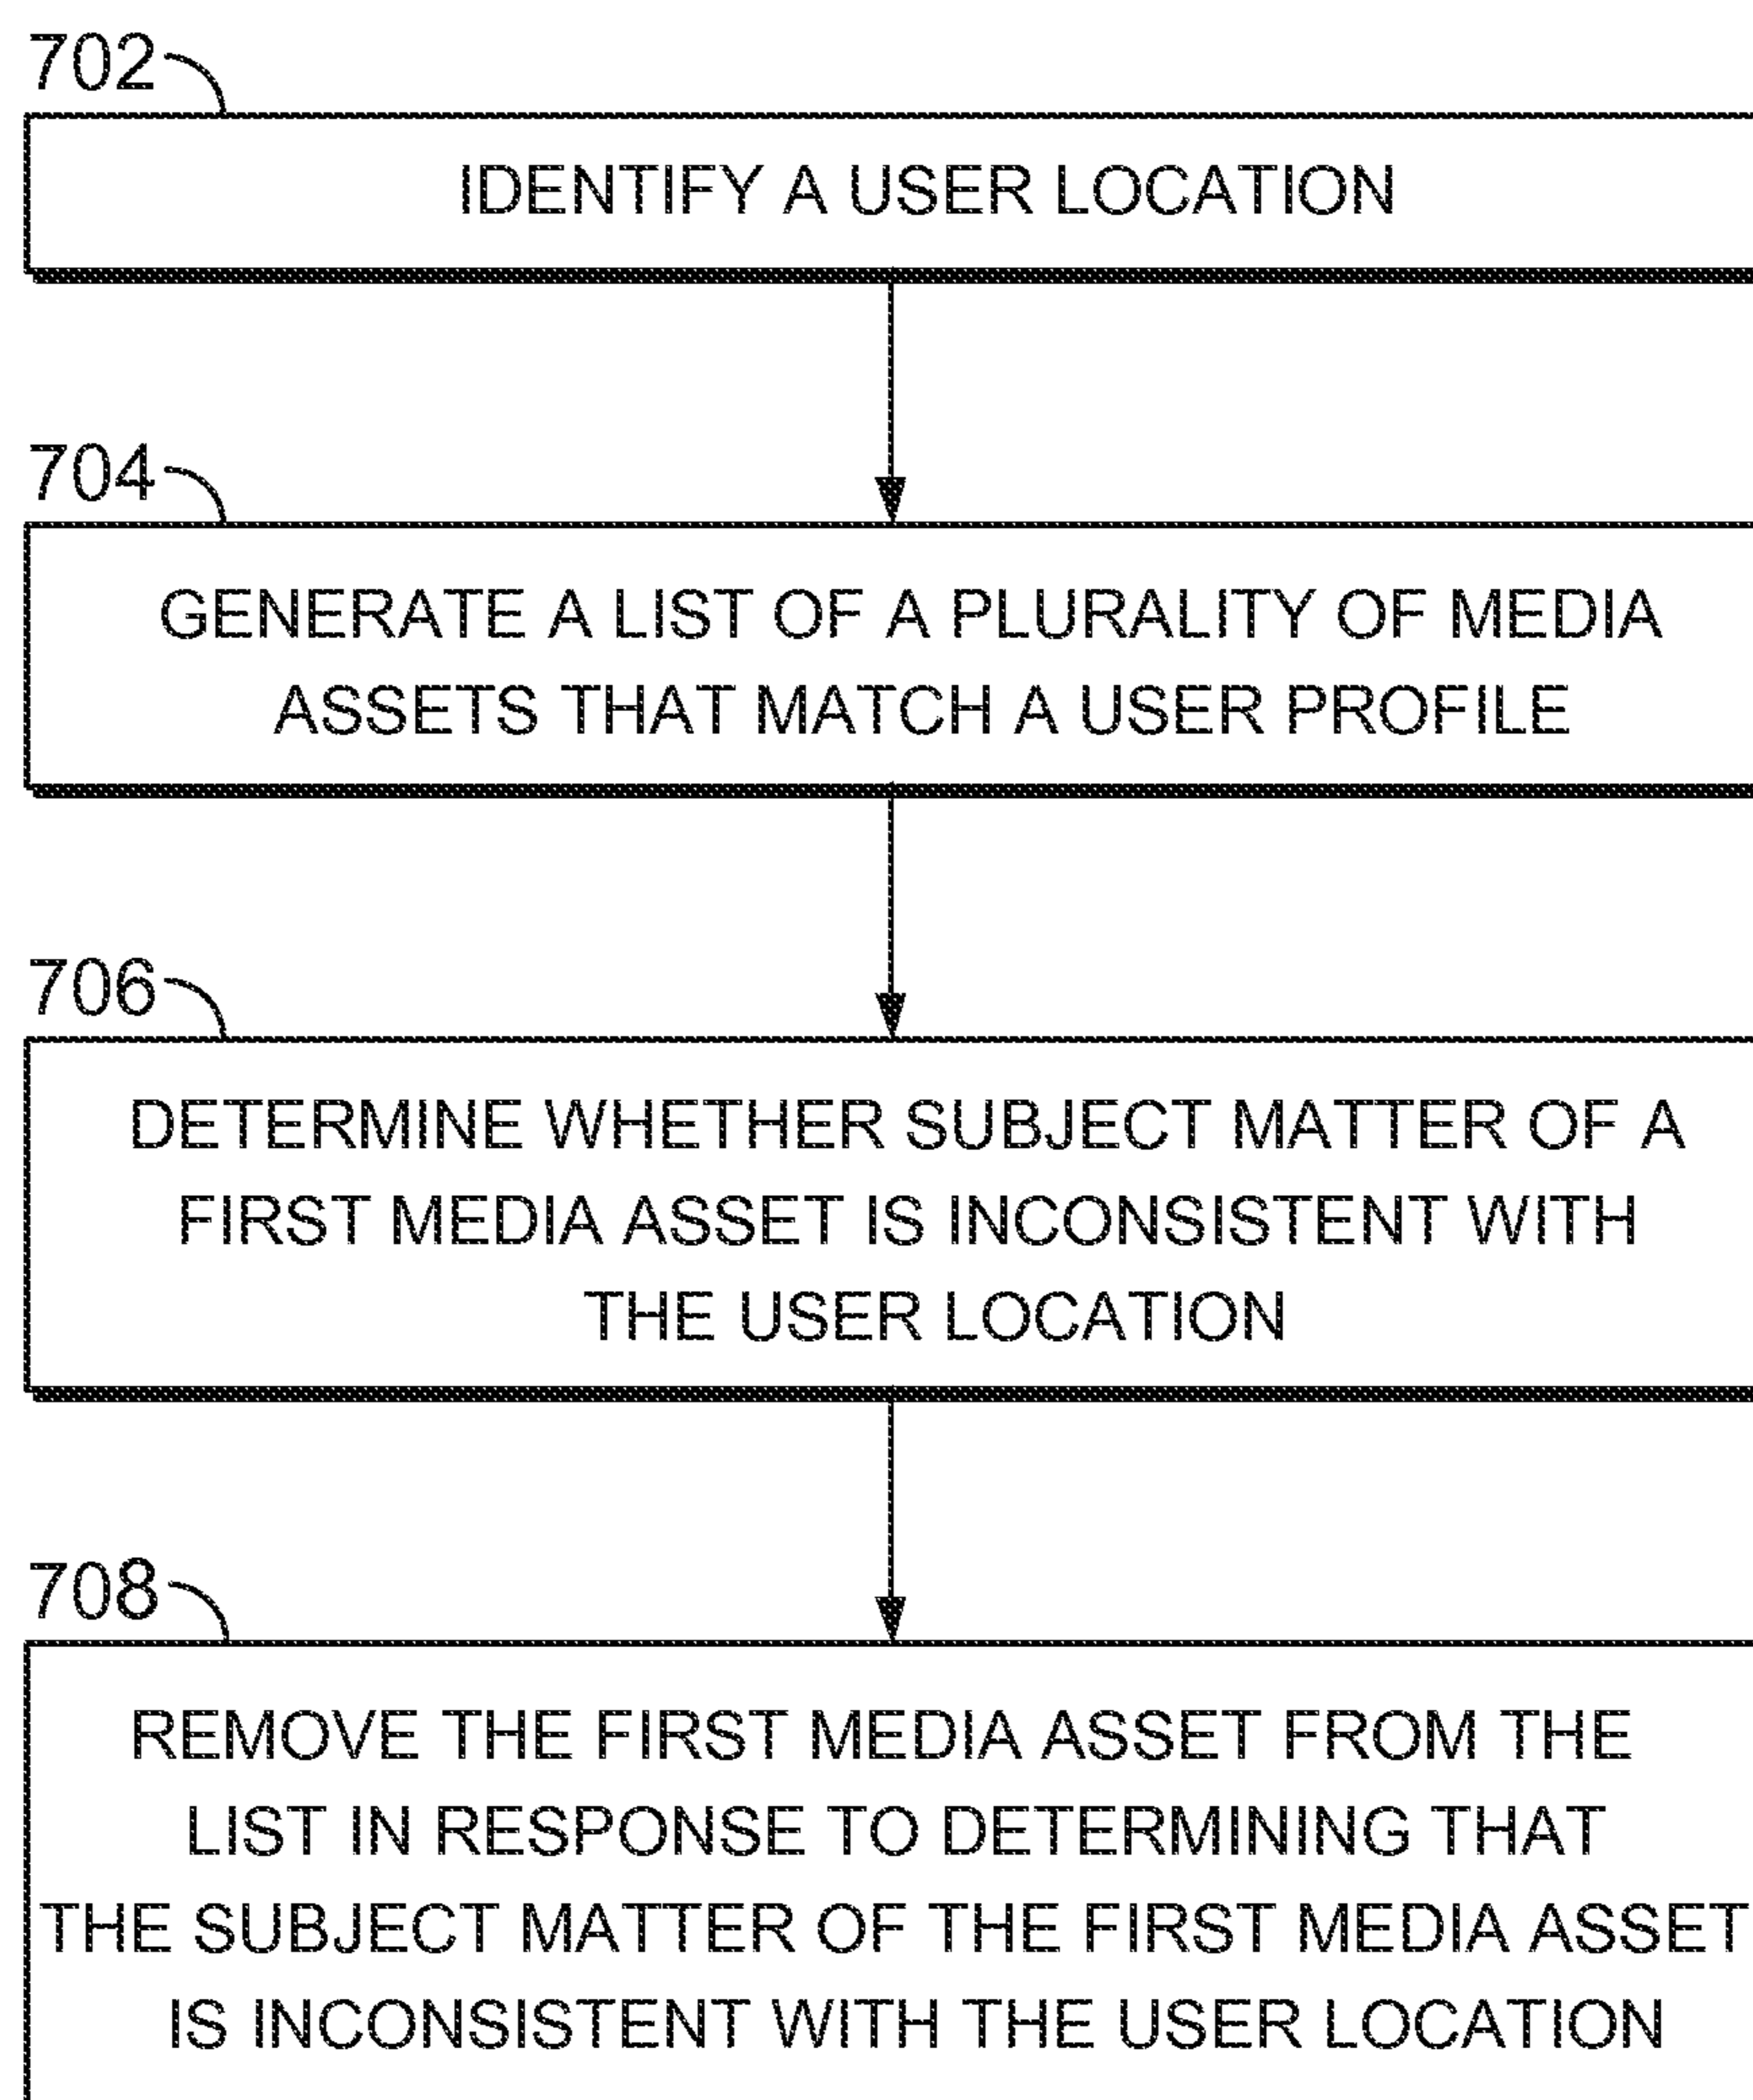 702
IDENTIFY A USER LOCATION
704
GENERATE A LIST OF A PLURALITY OF MEDIA
ASSETS THAT MATCH A USER PROFILE
706
DETERMINE WHETHER SUBJECT MATTER OF A
FIRST MEDIA ASSET IS INCONSISTENT WITH
THE USER LOCATION
708
REMOVE THE FIRST MEDIA ASSET FROM THE
LIST IN RESPONSE TO DETERMINING THAT
THE SUBJECT MATTER OF THE FIRST MEDIA ASSET
IS INCONSISTENT WITH THE USER LOCATION